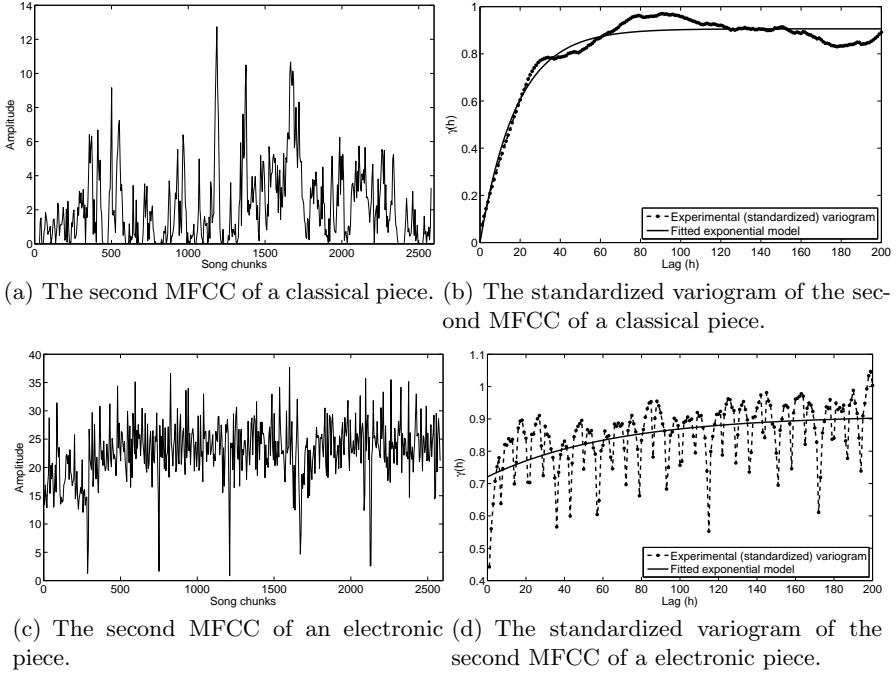 14
12
10
8
6
4
2
0
0 500 1000 1500 2000 2500
Amplitude
Song chunks
1
0.8
0.6
0.4
0.2
0
0 20 40 60 80 100 120 140 160 180 200
γ(h)
Lag (h)
Experimental (standardized) variogram
Fitted exponential model
(a) The second MFCC of a classical piece.
(b) The standardized variogram of the sec-
ond MFCC of a classical piece.
40
35
30
25
20
15
10
5
0
0 500 1000 1500 2000 2500
Amplitude
Song chunks
1.1
1
0.9
0.8
0.7
0.6
0.5
0.4
0 20 40 60 80 100 120 140 160 180 200
γ(h)
Lag (h)
Experimental (standardized) variogram
Fitted exponential model
(c) The second MFCC of an electronic
piece.
(d) The standardized variogram of the
second MFCC of a electronic piece.